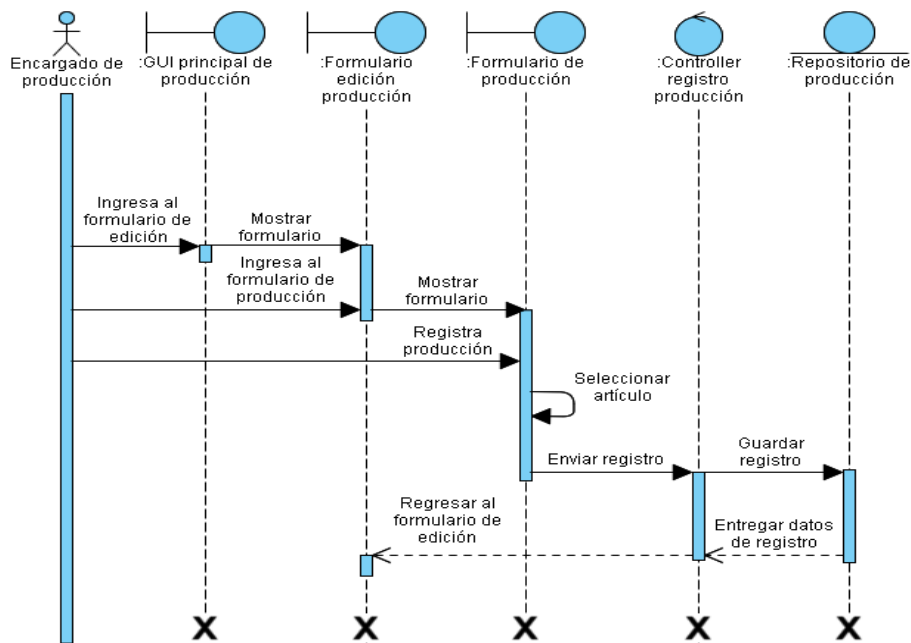 Encargado de
producción
:GUI principal de
producción
:Formulario
edición
producción
:Formulario de
producción
:Controller
registro
producción
:Repositorio de
producción
Ingresa al
formulario de
edición
Mostrar
formulario
Ingresa al
formulario de
producción
Mostrar
formulario
Registra
producción
Seleccionar
artículo
Enviar registro
Guardar
registro
Regresar al
formulario de
edición
Entregar datos
de registro